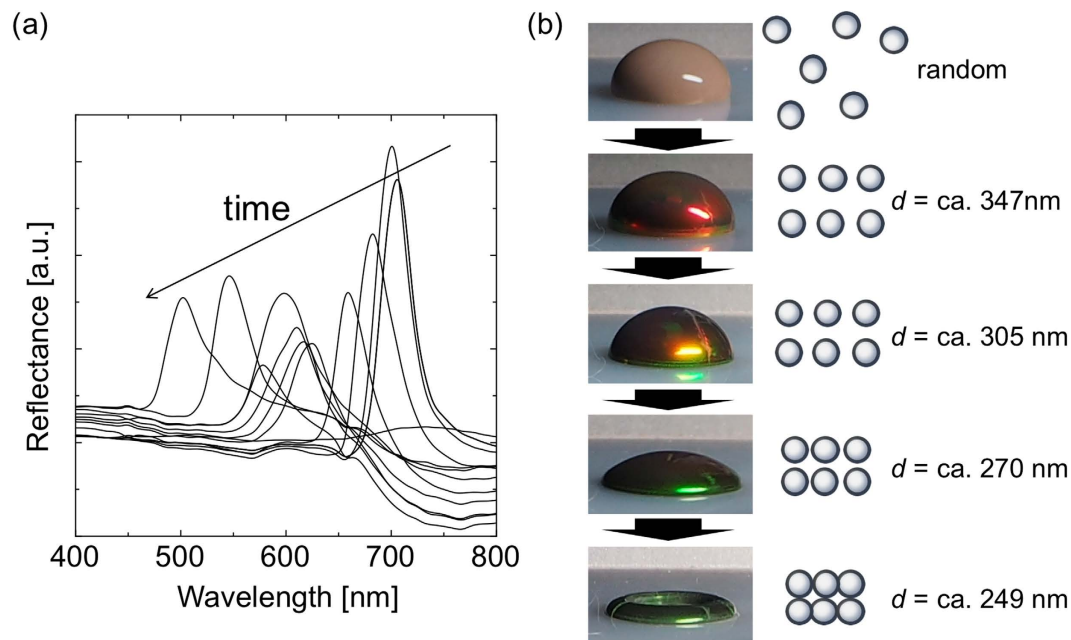 (a)
time
Reflectance [a.u.]
400 500 600 700 800
Wavelength [nm]
(b)
random
d = ca. 347nm
d = ca. 305 nm
d = ca. 270 nm
d = ca. 249 nm